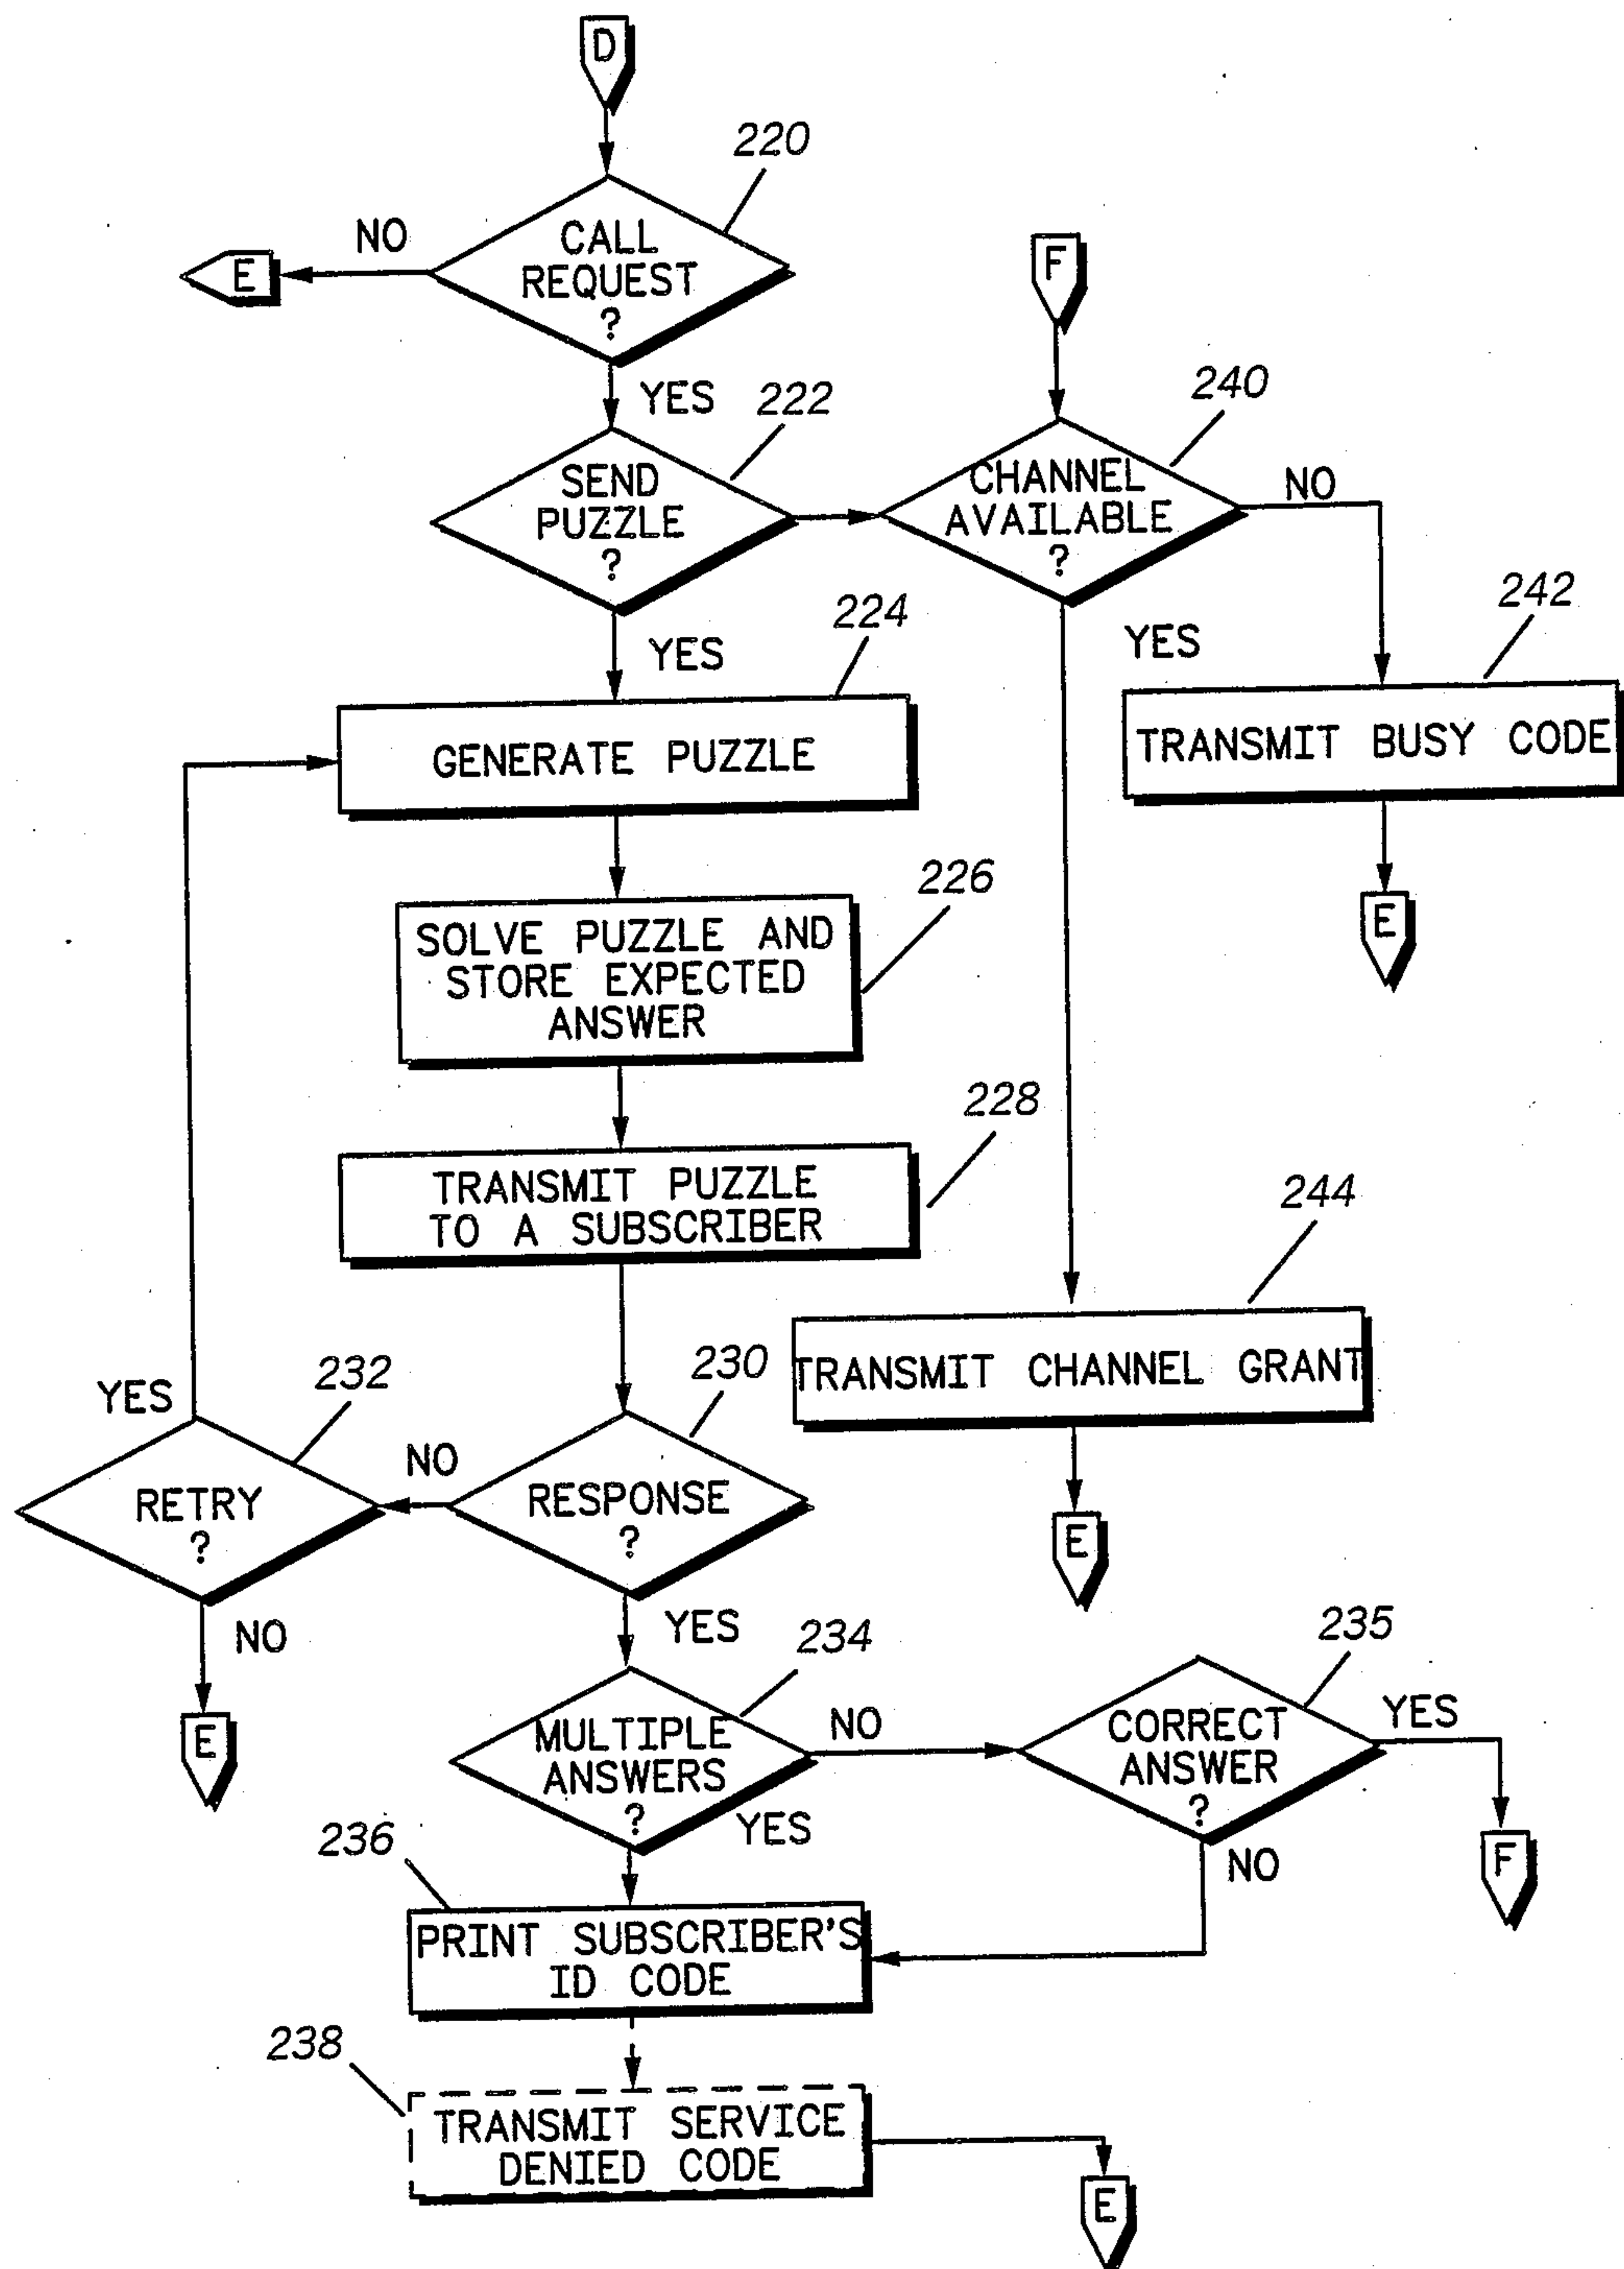 D
220
CALL
REQUEST
?
NO
E
YES
F
222
SEND
PUZZLE
?
240
CHANNEL
AVAILABLE
?
NO
YES
224
YES
242
GENERATE PUZZLE
TRANSMIT BUSY CODE
E
226
SOLVE PUZZLE AND
STORE EXPECTED
ANSWER
228
TRANSMIT PUZZLE
TO A SUBSCRIBER
244
TRANSMIT CHANNEL GRANT
E
230
RESPONSE
?
NO
232
YES
RETRY
?
NO
E
YES
234
MULTIPLE
ANSWERS
?
NO
YES
235
CORRECT
ANSWER
?
YES
F
NO
236
PRINT SUBSCRIBER'S
ID CODE
238
TRANSMIT SERVICE
DENIED CODE
E